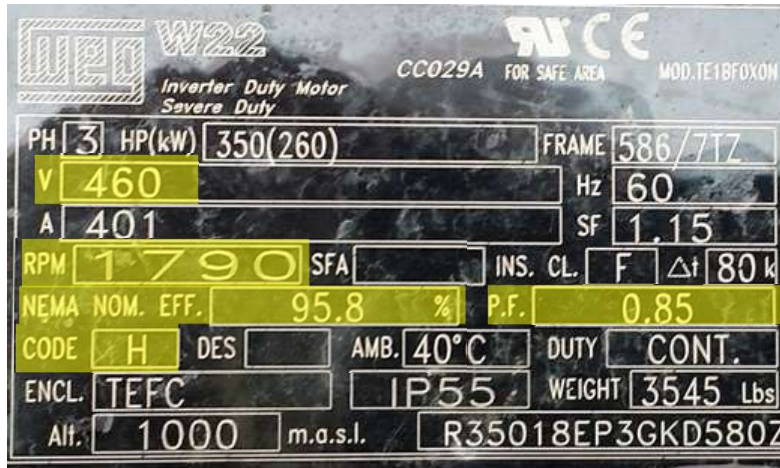 WEG W22
Inverter Duty Motor
Severe Duty
CC029A FOR SAFE AREA MOD.TE1BF0X0N
PH 3 HP(kW) 350(260) FRAME 586/7TZ
V 460 Hz 60
A 401 SF 1.15
RPM 1790 SFA INS. CL. F Δt 80 k
NEMA NOM. EFF. 95.8 % P.F. 0.85
CODE H DES AMB. 40°C DUTY CONT.
ENCL. TEFC IP55 WEIGHT 3545 Lbs
Alt. 1000 m.a.s.l. R35018EP3GKD580Z